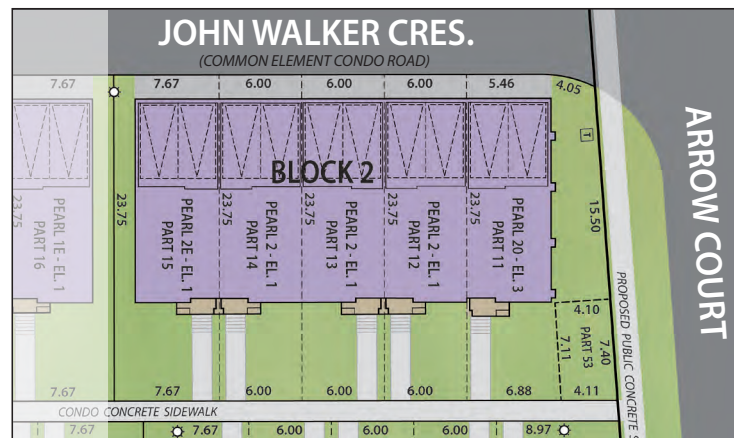 JOHN WALKER CRES.
(COMMON ELEMENT CONDO ROAD)
7.67 7.67 6.00 6.00 6.00 5.46 4.05
ARROW COURT
T
BLOCK 2
23.75 23.75 23.75 23.75 23.75 23.75 15.50
PEARL 1E - EL. 1
PART 16
PEARL 2E - EL. 1
PART 15
PEARL 2 - EL. 1
PART 14
PEARL 2 - EL. 1
PART 13
PEARL 2 - EL. 1
PART 12
PEARL 20 - EL. 3
PART 11
4.10
7.11
PART 53
7.40
PROPOSED PUBLIC CONCRETE
7.67 7.67 6.00 6.00 6.00 6.88 4.11
CONDO CONCRETE SIDEWALK
7.67 7.67 6.00 6.00 6.00 8.97